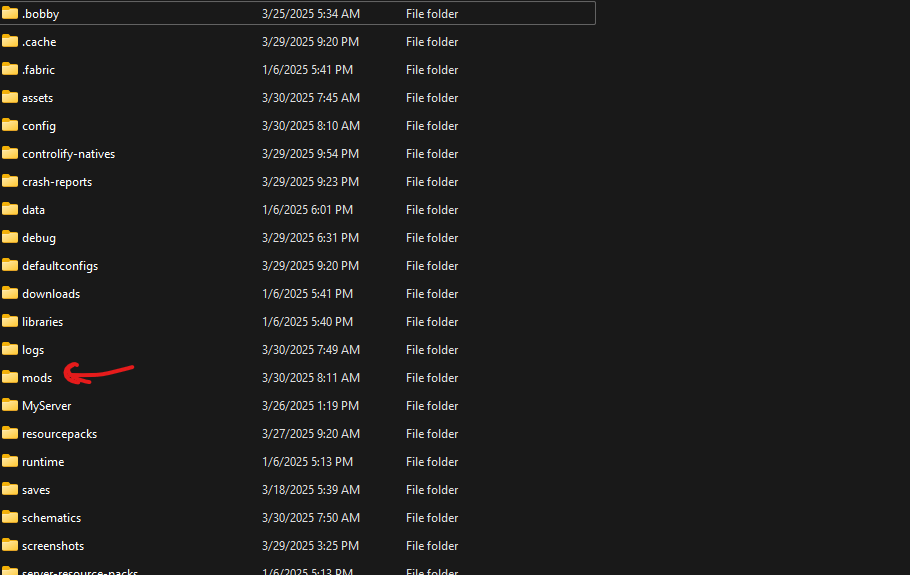 .bobby 3/25/2025 5:34 AM File folder
.cache 3/29/2025 9:20 PM File folder
.fabric 1/6/2025 5:41 PM File folder
assets 3/30/2025 7:45 AM File folder
config 3/30/2025 8:10 AM File folder
controlify-natives 3/29/2025 9:54 PM File folder
crash-reports 3/29/2025 9:23 PM File folder
data 1/6/2025 6:01 PM File folder
debug 3/29/2025 6:31 PM File folder
defaultconfigs 3/29/2025 9:20 PM File folder
downloads 1/6/2025 5:41 PM File folder
libraries 1/6/2025 5:40 PM File folder
logs 3/30/2025 7:49 AM File folder
mods 3/30/2025 8:11 AM File folder
MyServer 3/26/2025 1:19 PM File folder
resourcepacks 3/27/2025 9:20 AM File folder
runtime 1/6/2025 5:13 PM File folder
saves 3/18/2025 5:39 AM File folder
schematics 3/30/2025 7:50 AM File folder
screenshots 3/29/2025 3:25 PM File folder
server-resource-packs 1/6/2025 5:13 PM File folder